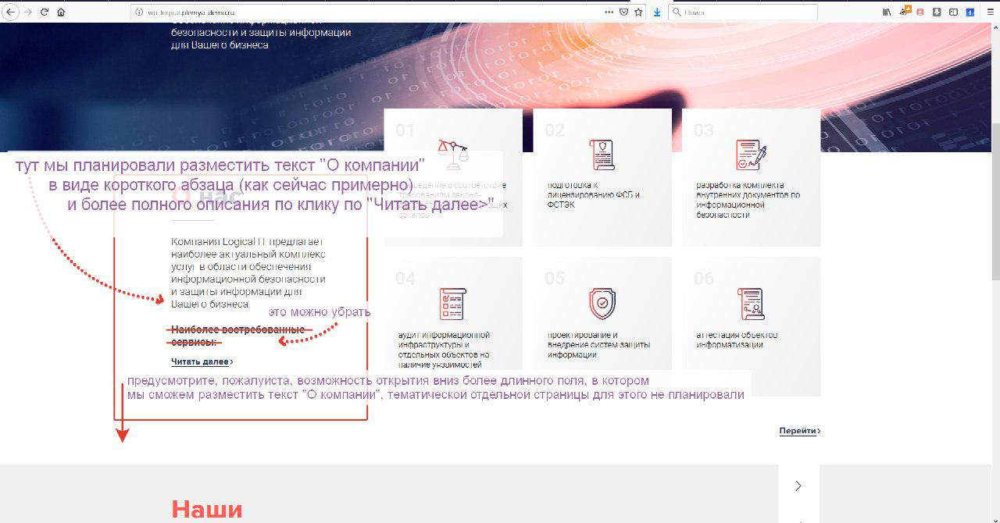 wp.logical.plemya-demo.ru
Поиск
безопасности и защиты информации
для Вашего бизнеса
тут мы планировали разместить текст "О компании"
в виде короткого абзаца (как сейчас примерно)
и более полного описания по клику по "Читать далее>"
О нас
Компания Logical IT предлагает
наиболее актуальный комплекс
услуг в области обеспечения
информационной безопасности
и защиты информации для
Вашего бизнеса.
это можно убрать
Наиболее востребованные
сервисы:
Читать далее ›
01
приведение в соответствие
требованиям законо-
органов
02
подготовка к
лицензированию ФСБ и
ФСТЭК
03
разработка комплекта
внутренних документов по
информационной
безопасности
04
аудит информационной
инфраструктуры и
отдельных объектов на
наличие уязвимостей
05
проектирование и
внедрение систем защиты
информации
06
аттестация объектов
информатизации
предусмотрите, пожалуйста, возможность открытия вниз более длинного поля, в котором
мы сможем разместить текст "О компании", тематической отдельной страницы для этого не планировали
Перейти ›
Наши